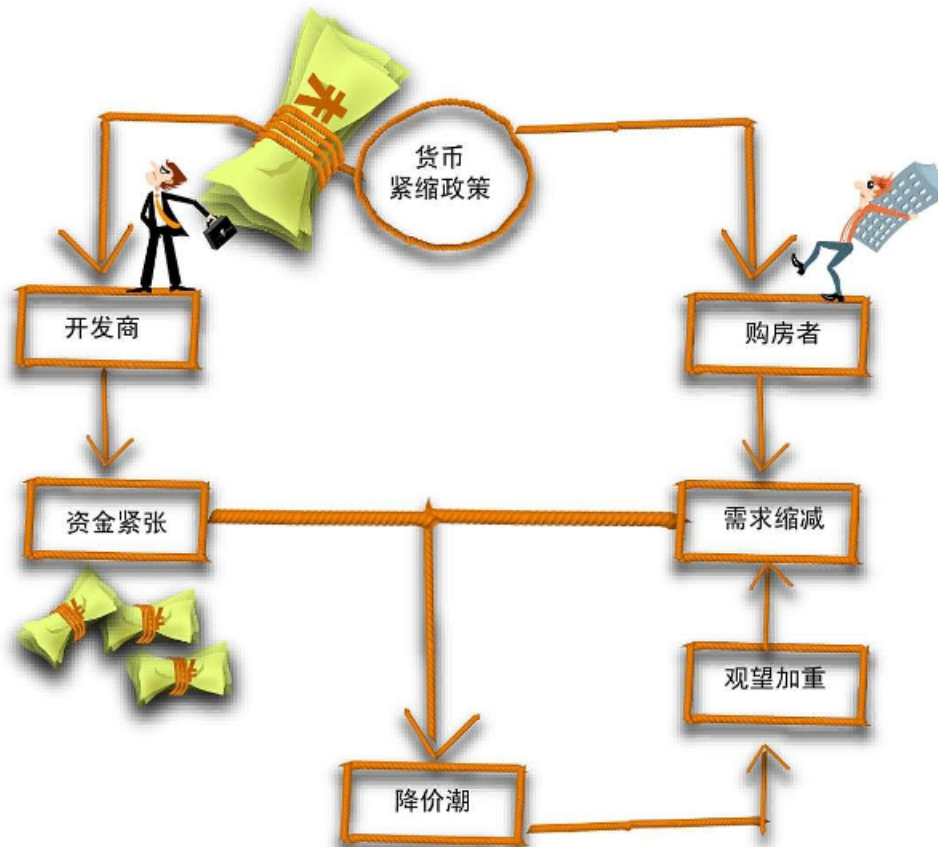 货币
紧缩政策
开发商
购房者
资金紧张
需求缩减
观望加重
降价潮